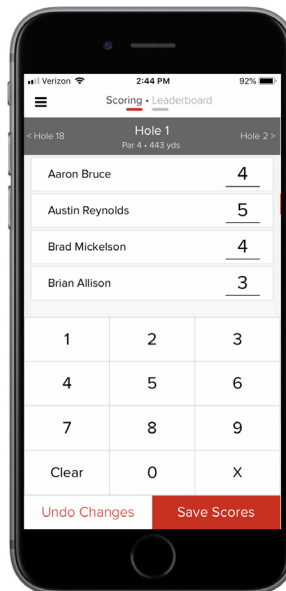 Verizon 2:44 PM 92%
Scoring • Leaderboard
< Hole 18 Hole 1 Hole 2 >
Par 4 • 443 yds
Aaron Bruce 4
Austin Reynolds 5
Brad Mickelson 4
Brian Allison 3
1 2 3
4 5 6
7 8 9
Clear 0 X
Undo Changes Save Scores